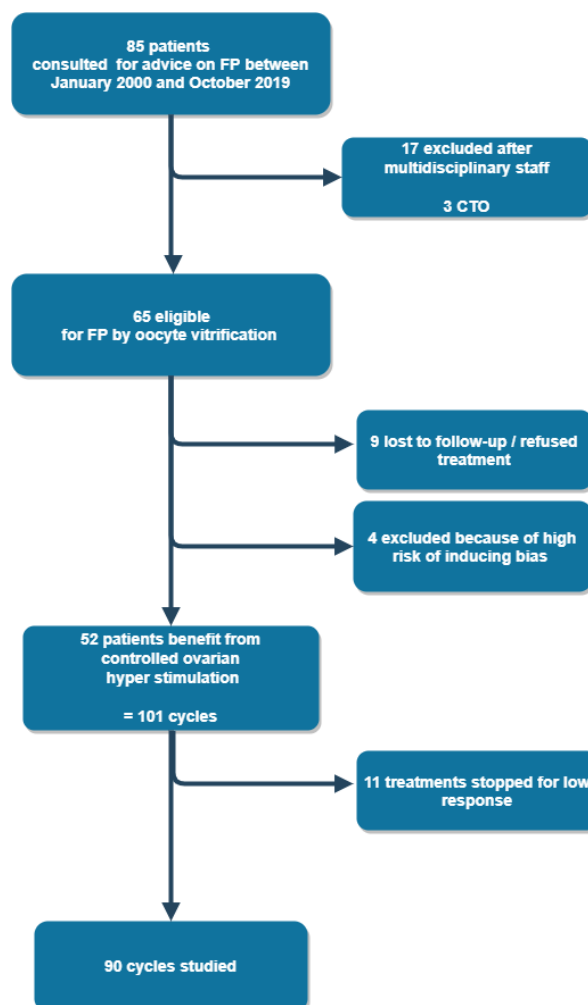 85 patients
consulted for advice on FP between
January 2000 and October 2019
17 excluded after
multidisciplinary staff
3 CTO
65 eligible
for FP by oocyte vitrification
9 lost to follow-up / refused
treatment
4 excluded because of high
risk of inducing bias
52 patients benefit from
controlled ovarian
hyper stimulation
= 101 cycles
11 treatments stopped for low
response
90 cycles studied